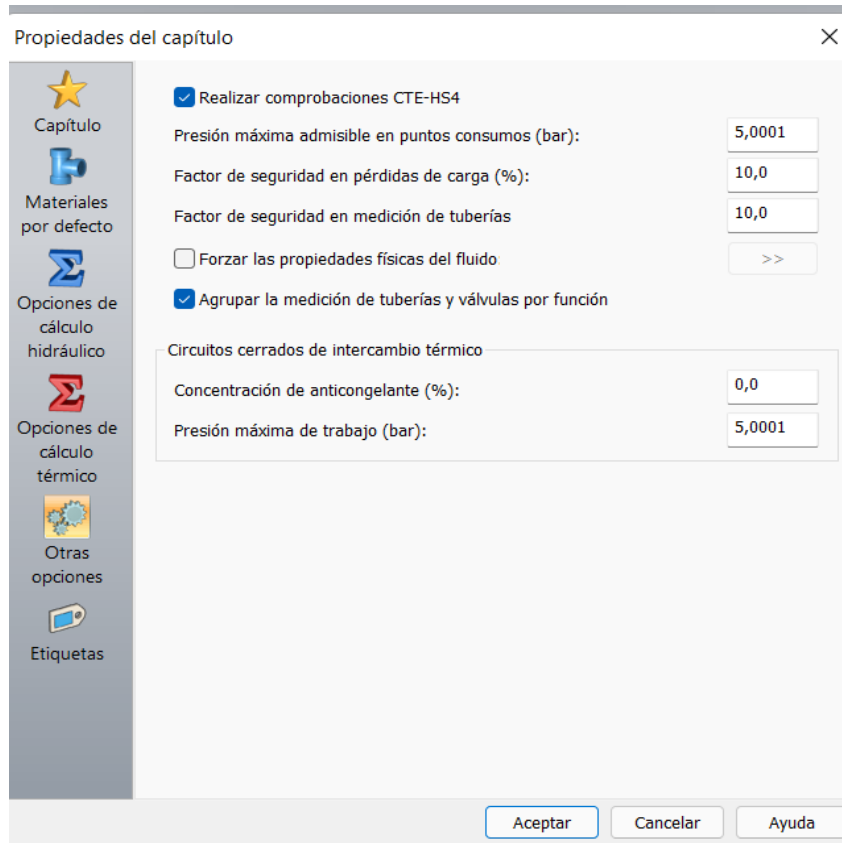 Propiedades del capítulo
Capítulo
Materiales
por defecto
Opciones de
cálculo
hidráulico
Opciones de
cálculo
térmico
Otras
opciones
Etiquetas
Realizar comprobaciones CTE-HS4
Presión máxima admisible en puntos consumos (bar): 5,0001
Factor de seguridad en pérdidas de carga (%): 10,0
Factor de seguridad en medición de tuberías 10,0
Forzar las propiedades físicas del fluido >>
Agrupar la medición de tuberías y válvulas por función
Circuitos cerrados de intercambio térmico
Concentración de anticongelante (%): 0,0
Presión máxima de trabajo (bar): 5,0001
Aceptar Cancelar Ayuda